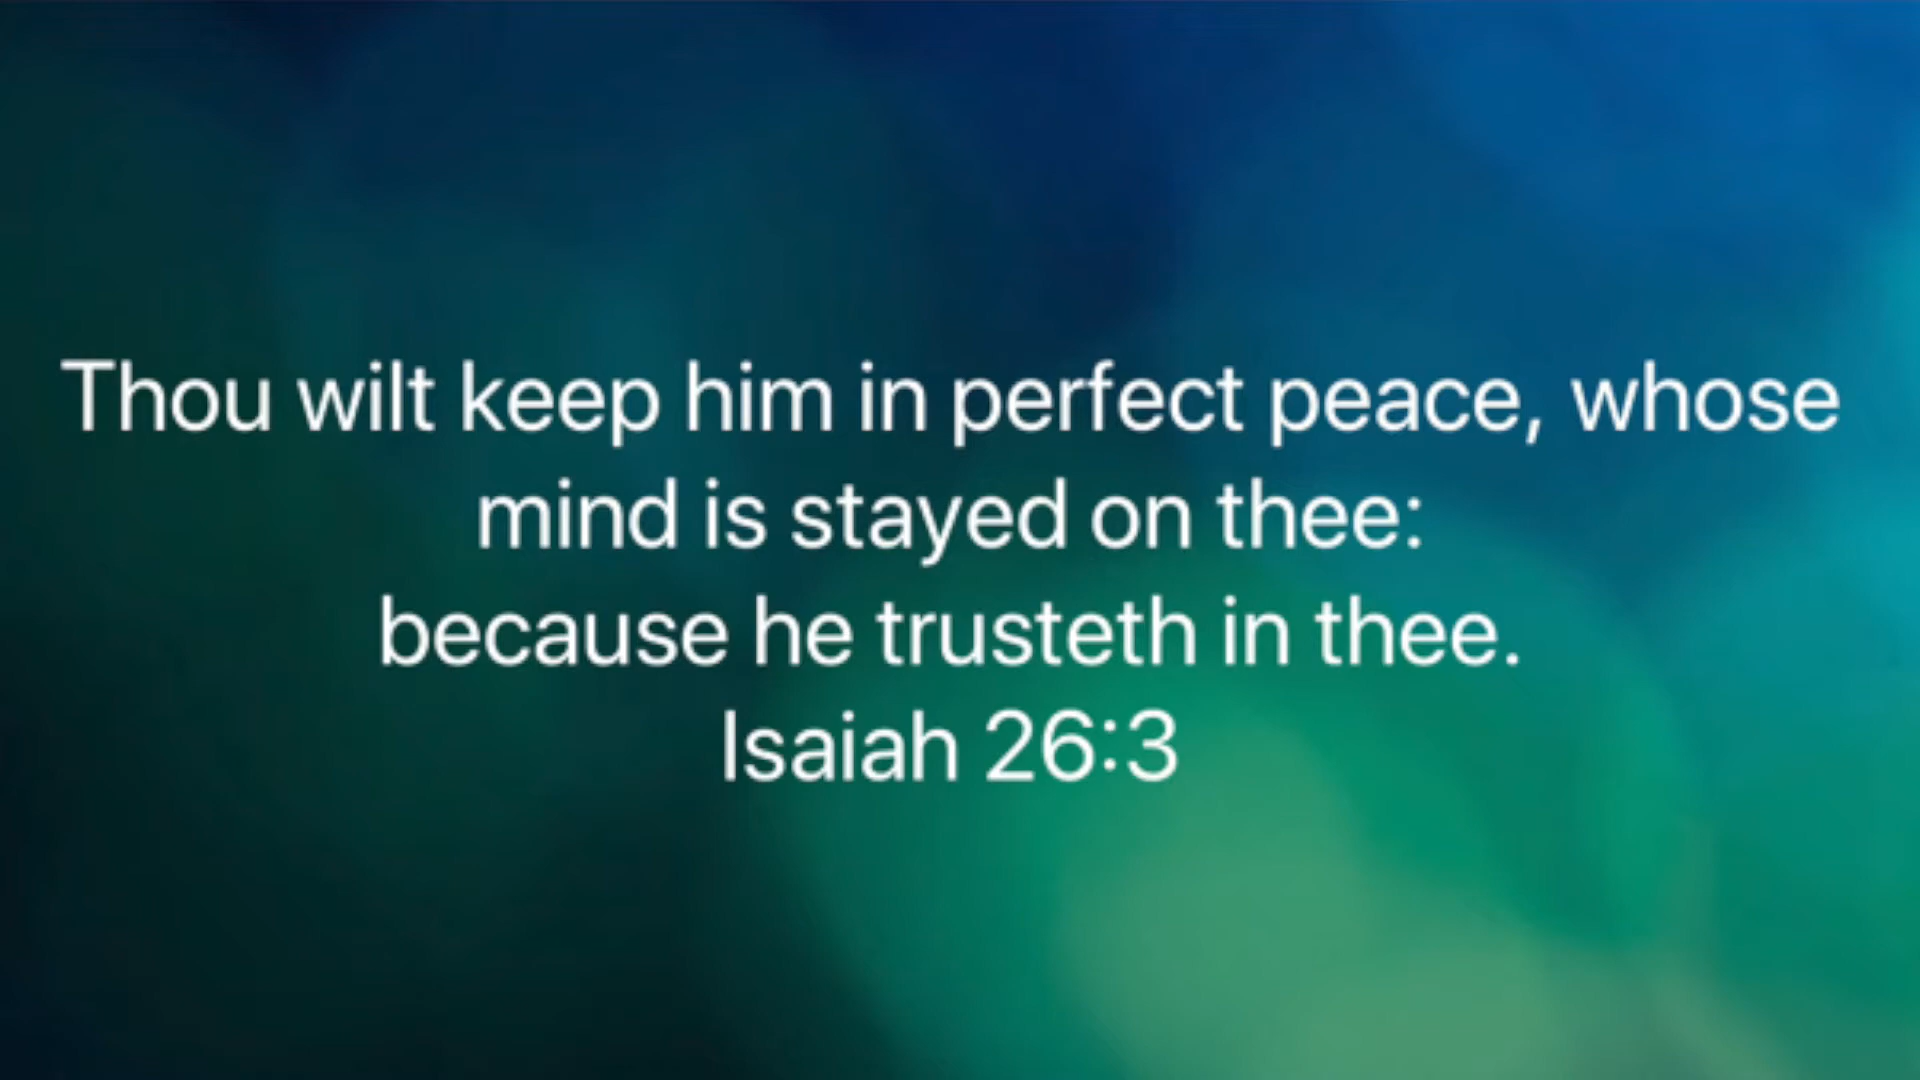 Thou wilt keep him in perfect peace, whose
mind is stayed on thee:
because he trusteth in thee.
Isaiah 26:3